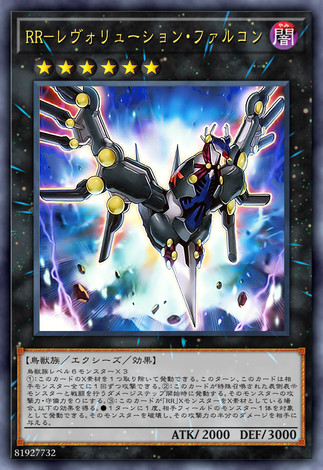 RR－レヴォリューション・ファルコン
闇
【鳥獣族／エクシーズ／効果】
鳥獣族レベル６モンスター×３
①：このカードのX素材を１つ取り除いて発動できる。このターン、このカードは相
手モンスター全てに１回ずつ攻撃できる。②：このカードが特殊召喚された表側表示
モンスターと戦闘を行うダメージステップ開始時に発動する。そのモンスターの攻
撃力・守備力を０にする。③：このカードが「RR」XモンスターをX素材としている場
合、以下の効果を得る。●１ターンに１度、相手フィールドのモンスター１体を対象
として発動できる。そのモンスターを破壊し、その攻撃力の半分のダメージを相手
に与える。
ATK/ 2000 DEF/ 3000
81927732